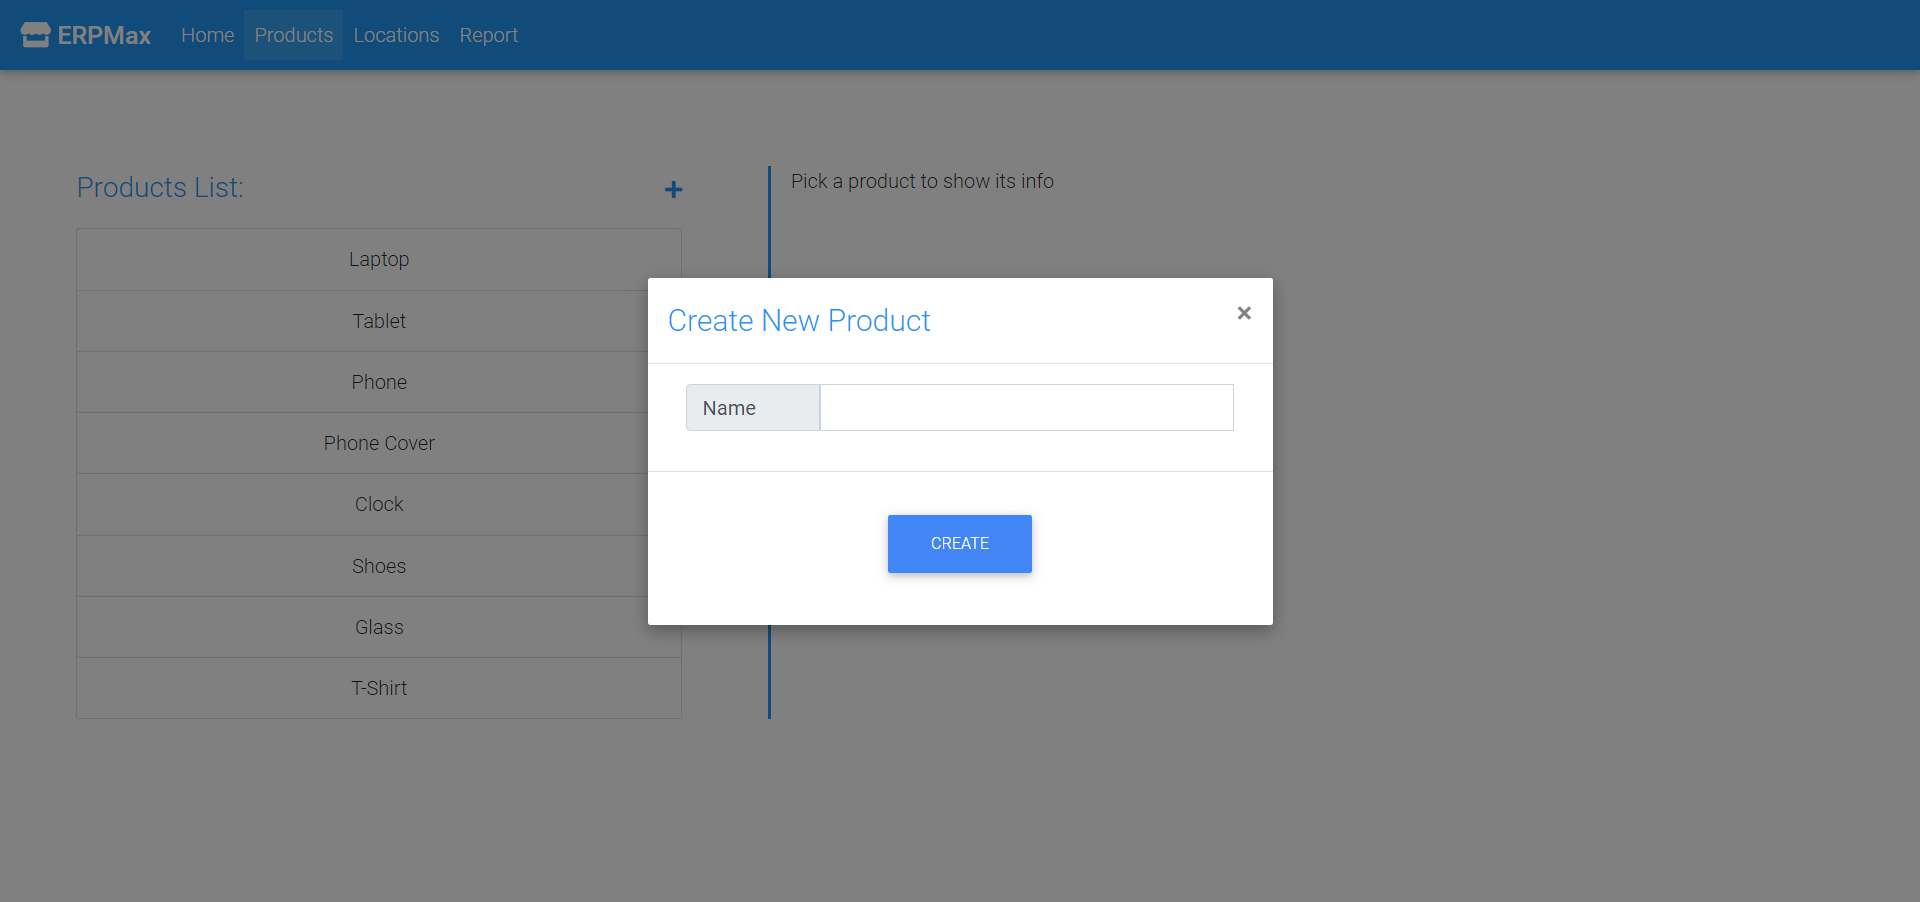 ERPMax Home Products Locations Report
Products List:
Laptop
Tablet
Phone
Phone Cover
Clock
Shoes
Glass
T-Shirt
Pick a product to show its info
Create New Product ×
Name
CREATE